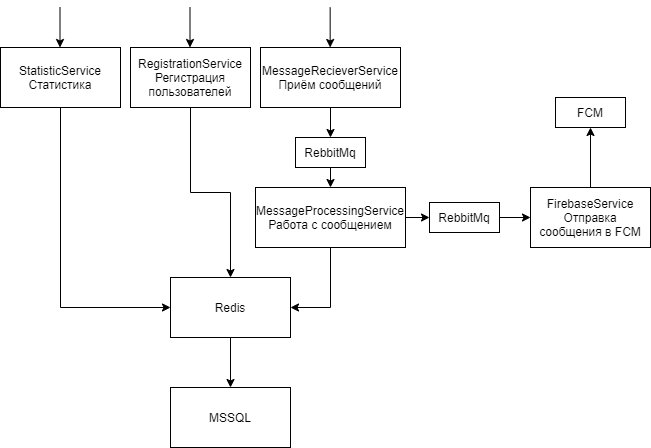 StatisticService
Статистика
RegistrationService
Регистрация
пользователей
MessageRecieverService
Приём сообщений
RebbitMq
FCM
MessageProcessingService
Работа с сообщением
RebbitMq
FirebaseService
Отправка
сообщения в FCM
Redis
MSSQL